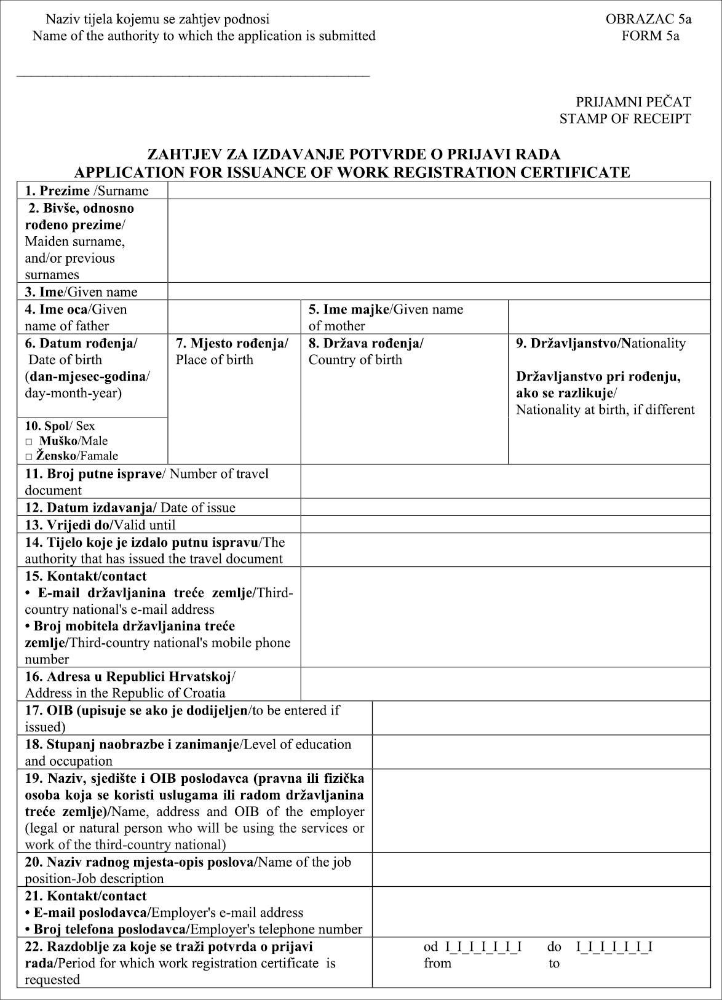 Naziv tijela kojemu se zahtjev podnosi
OBRAZAC 5a
Name of the authority to which the application is submitted
FORM 5a
PRIJAMNI PEČAT
STAMP OF RECEIPT
ZAHTJEV ZA IZDAVANJE POTVRDE O PRIJAVI RADA
APPLICATION FOR ISSUANCE OF WORK REGISTRATION CERTIFICATE
1. Prezime /Surname
2. Bivše, odnosno
rođeno prezime/
Maiden surname,
and/or previous
surnames
3. Ime/Given name
4. Ime oca/Given
name of father
5. Ime majke/Given name
of mother
6. Datum rođenja/
Date of birth
(dan-mjesec-godina/
day-month-year)
7. Mjesto rođenja/
Place of birth
8. Država rođenja/
Country of birth
9. Državljanstvo/Nationality
Državljanstvo pri rođenju,
ako se razlikuje/
Nationality at birth, if different
10. Spol/ Sex
□ Muško/Male
□ Žensko/Famale
11. Broj putne isprave/ Number of travel
document
12. Datum izdavanja/ Date of issue
13. Vrijedi do/Valid until
14. Tijelo koje je izdalo putnu ispravu/The
authority that has issued the travel document
15. Kontakt/contact
• E-mail državljanina treće zemlje/Third-
country national's e-mail address
• Broj mobitela državljanina treće
zemlje/Third-country national's mobile phone
number
16. Adresa u Republici Hrvatskoj/
Address in the Republic of Croatia
17. OIB (upisuje se ako je dodijeljen/to be entered if
issued)
18. Stupanj naobrazbe i zanimanje/Level of education
and occupation
19. Naziv, sjedište i OIB poslodavca (pravna ili fizička
osoba koja se koristi uslugama ili radom državljanina
treće zemlje)/Name, address and OIB of the employer
(legal or natural person who will be using the services or
work of the third-country national)
20. Naziv radnog mjesta-opis poslova/Name of the job
position-Job description
21. Kontakt/contact
• E-mail poslodavca/Employer's e-mail address
• Broj telefona poslodavca/Employer's telephone number
22. Razdoblje za koje se traži potvrda o prijavi
rada/Period for which work registration certificate is
requested
od I_I_I_I_I_I_I do I_I_I_I_I_I_I
from to